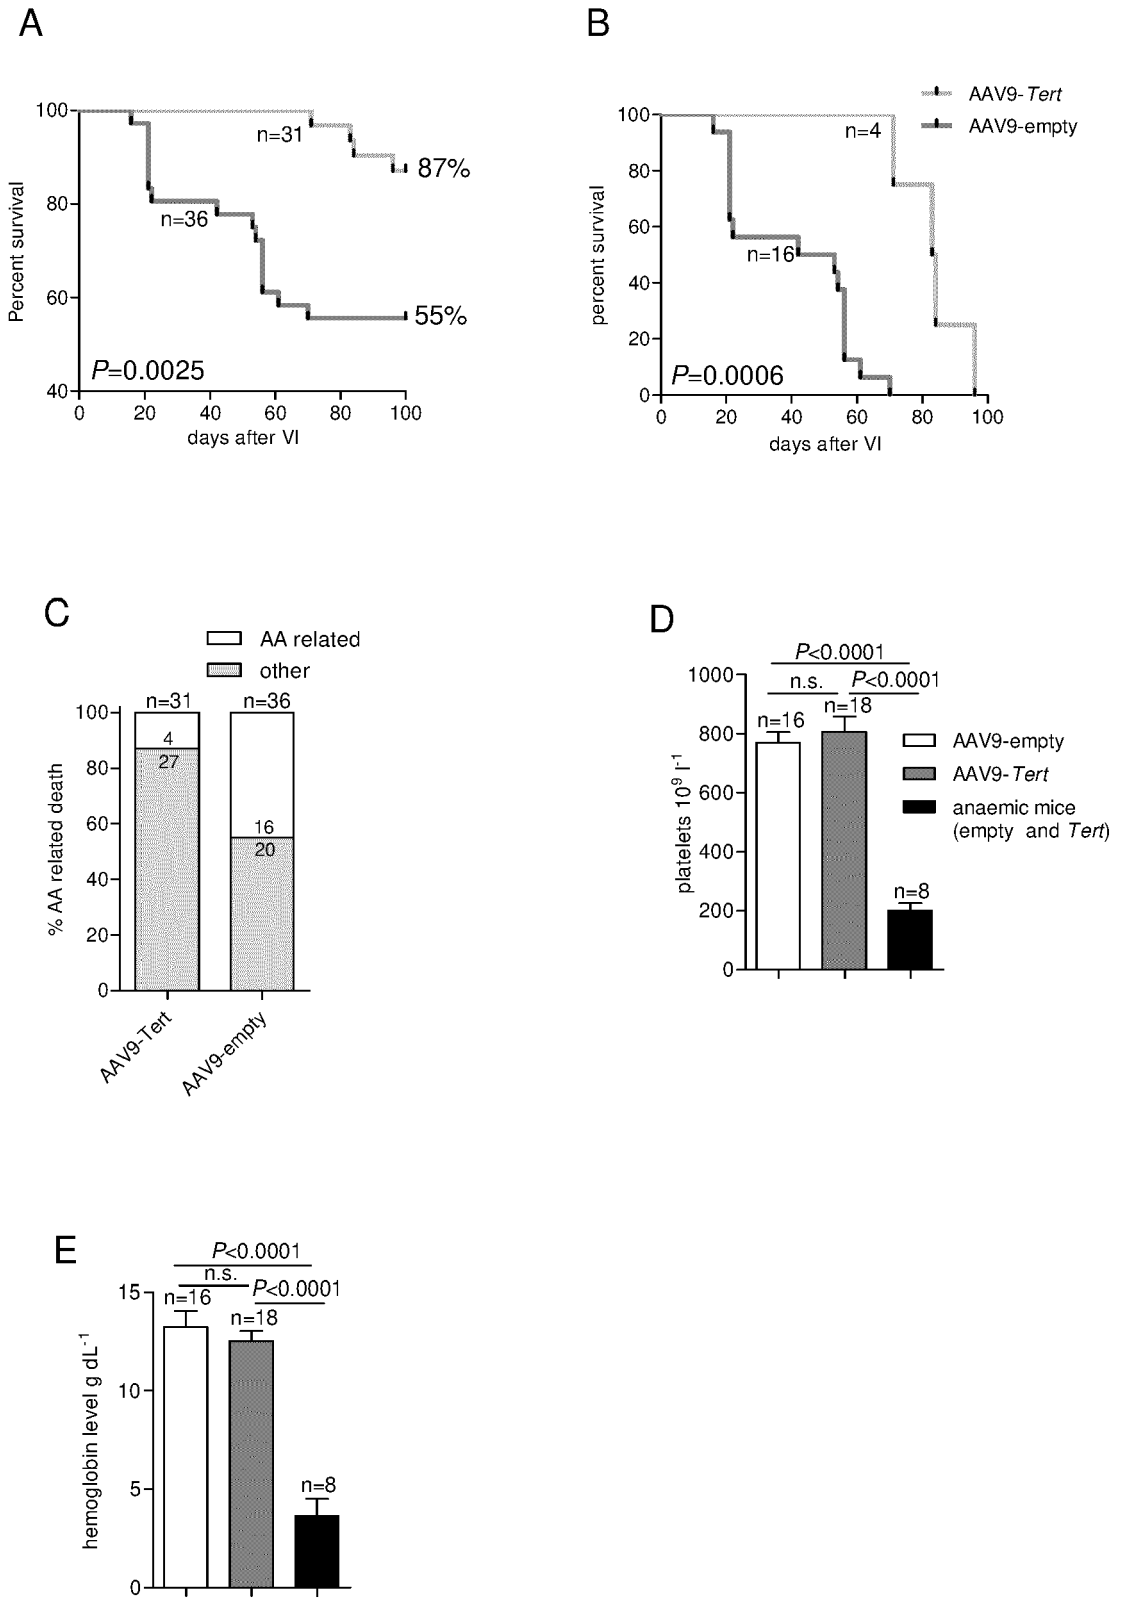 A
Percent survival
100
80
60
40
0
20
40
60
80
100
days after VI
n=31
n=36
87%
55%
P=0.0025
B
AAV9-Tert
AAV9-empty
percent survival
100
80
60
40
20
0
0
20
40
60
80
100
days after VI
n=4
n=16
P=0.0006
C
AA related
other
% AA related death
100
80
60
40
20
0
n=31
n=36
4
27
16
20
AAV9-Tert
AAV9-empty
D
P<0.0001
n.s.
P<0.0001
platelets 10⁹ l⁻¹
1000
800
600
400
200
0
n=16
n=18
n=8
AAV9-empty
AAV9-Tert
anaemic mice
(empty and Tert)
E
P<0.0001
n.s.
P<0.0001
hemoglobin level g dL⁻¹
15
10
5
0
n=16
n=18
n=8